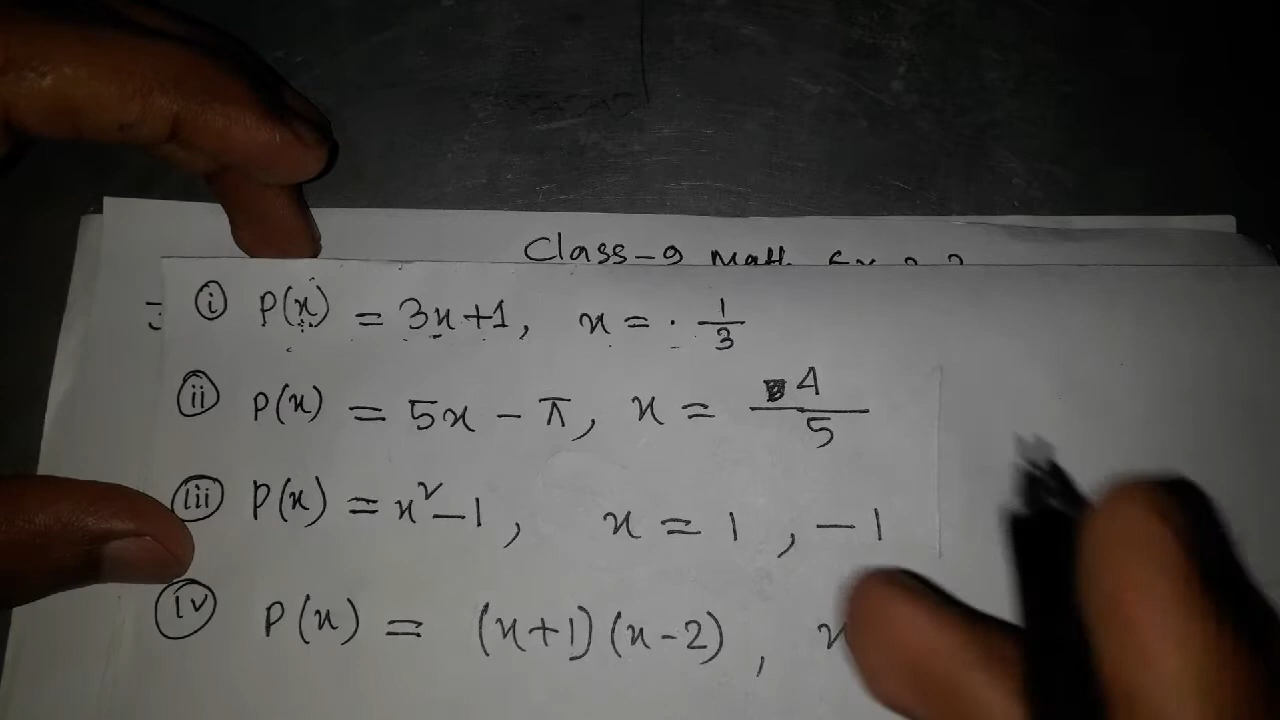 Class-9 Math
(i) P(x) = 3x+1, x = · 1/3
(ii) P(x) = 5x - π, x = 4/5
(iii) P(x) = x²-1, x = 1, -1
(iv) P(x) = (x+1)(x-2), x